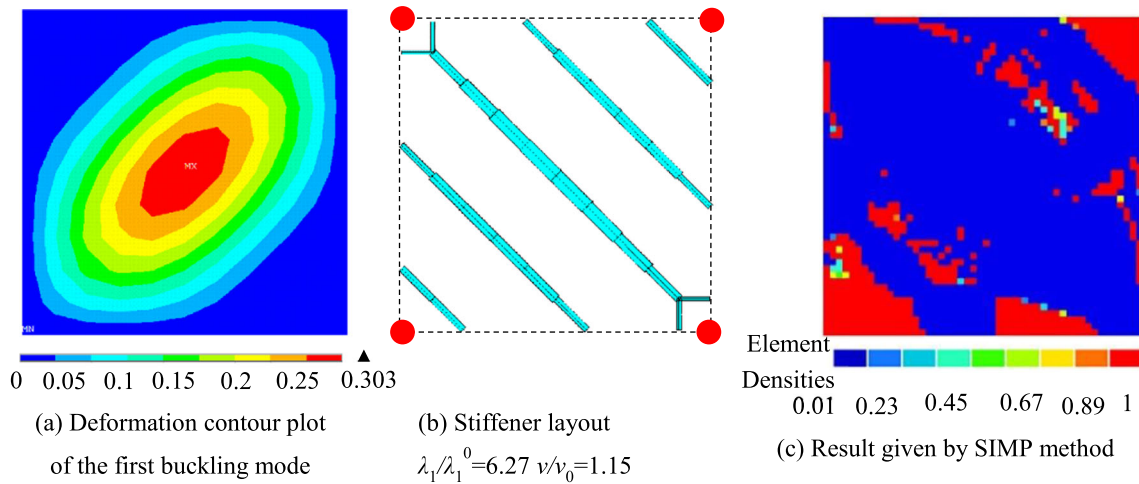 MX
MN
0 0.05 0.1 0.15 0.2 0.25 0.303
(a) Deformation contour plot
of the first buckling mode
(b) Stiffener layout
λ₁/λ₁⁰=6.27 v/v₀=1.15
Element
Densities
0.01 0.23 0.45 0.67 0.89 1
(c) Result given by SIMP method